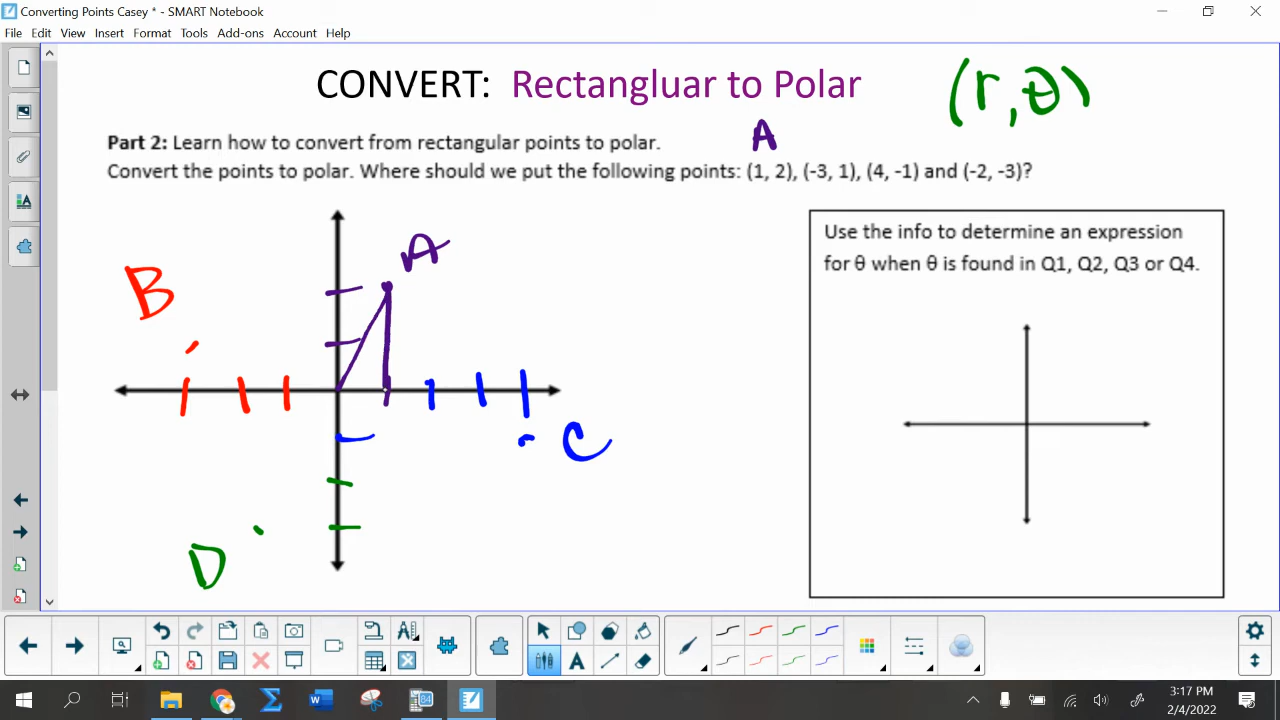 Converting Points Casey * - SMART Notebook
File Edit View Insert Format Tools Add-ons Account Help
CONVERT: Rectangluar to Polar
(r, θ)
Part 2: Learn how to convert from rectangular points to polar.
A
Convert the points to polar. Where should we put the following points: (1, 2), (-3, 1), (4, -1) and (-2, -3)?
Use the info to determine an expression
for θ when θ is found in Q1, Q2, Q3 or Q4.
A
B
C
D
3:17 PM
2/4/2022